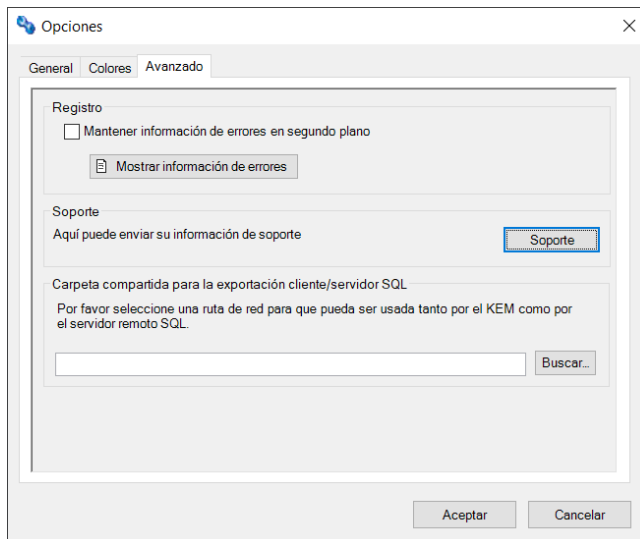 Opciones
General Colores Avanzado
Registro
Mantener información de errores en segundo plano
Mostrar información de errores
Soporte
Aquí puede enviar su información de soporte
Soporte
Carpeta compartida para la exportación cliente/servidor SQL
Por favor seleccione una ruta de red para que pueda ser usada tanto por el KEM como por
el servidor remoto SQL.
Buscar...
Aceptar Cancelar